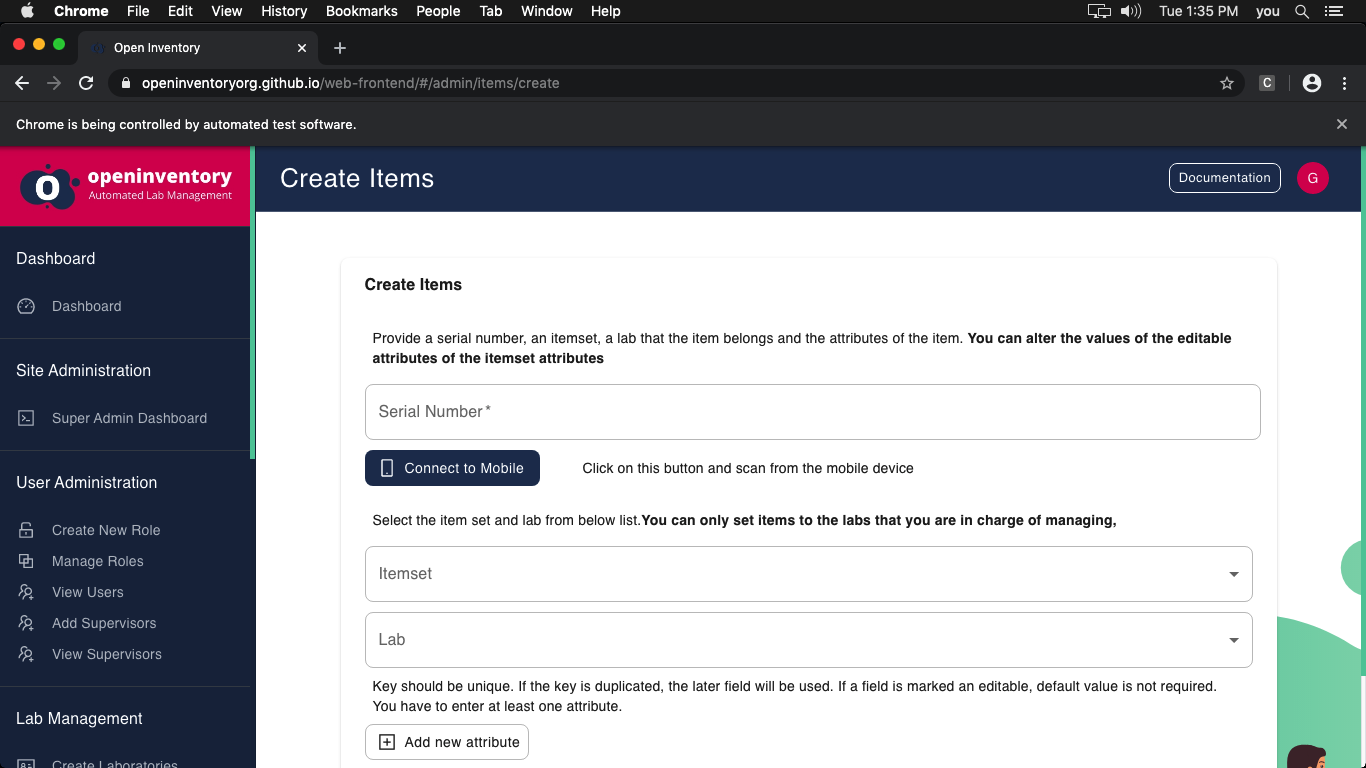 Chrome File Edit View History Bookmarks People Tab Window Help Tue 1:35 PM you
Open Inventory
openinventoryorg.github.io/web-frontend/#/admin/items/create C
Chrome is being controlled by automated test software.
openinventory
Automated Lab Management
Create Items
Documentation
G
Dashboard
Dashboard
Site Administration
Super Admin Dashboard
User Administration
Create New Role
Manage Roles
View Users
Add Supervisors
View Supervisors
Lab Management
Create Laboratories
Create Items
Provide a serial number, an itemset, a lab that the item belongs and the attributes of the item. You can alter the values of the editable
attributes of the itemset attributes
Serial Number *
Connect to Mobile
Click on this button and scan from the mobile device
Select the item set and lab from below list.You can only set items to the labs that you are in charge of managing,
Itemset
Lab
Key should be unique. If the key is duplicated, the later field will be used. If a field is marked an editable, default value is not required.
You have to enter at least one attribute.
Add new attribute